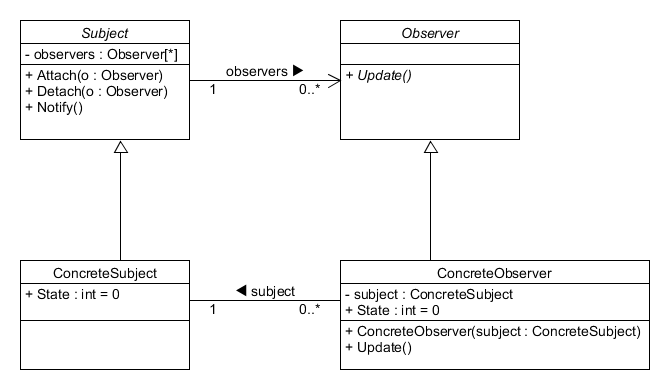 Subject
- observers : Observer[*]
+ Attach(o : Observer)
+ Detach(o : Observer)
+ Notify()
observers ▶
1 0..*
Observer
+ Update()
ConcreteSubject
+ State : int = 0
◀ subject
1 0..*
ConcreteObserver
- subject : ConcreteSubject
+ State : int = 0
+ ConcreteObserver(subject : ConcreteSubject)
+ Update()